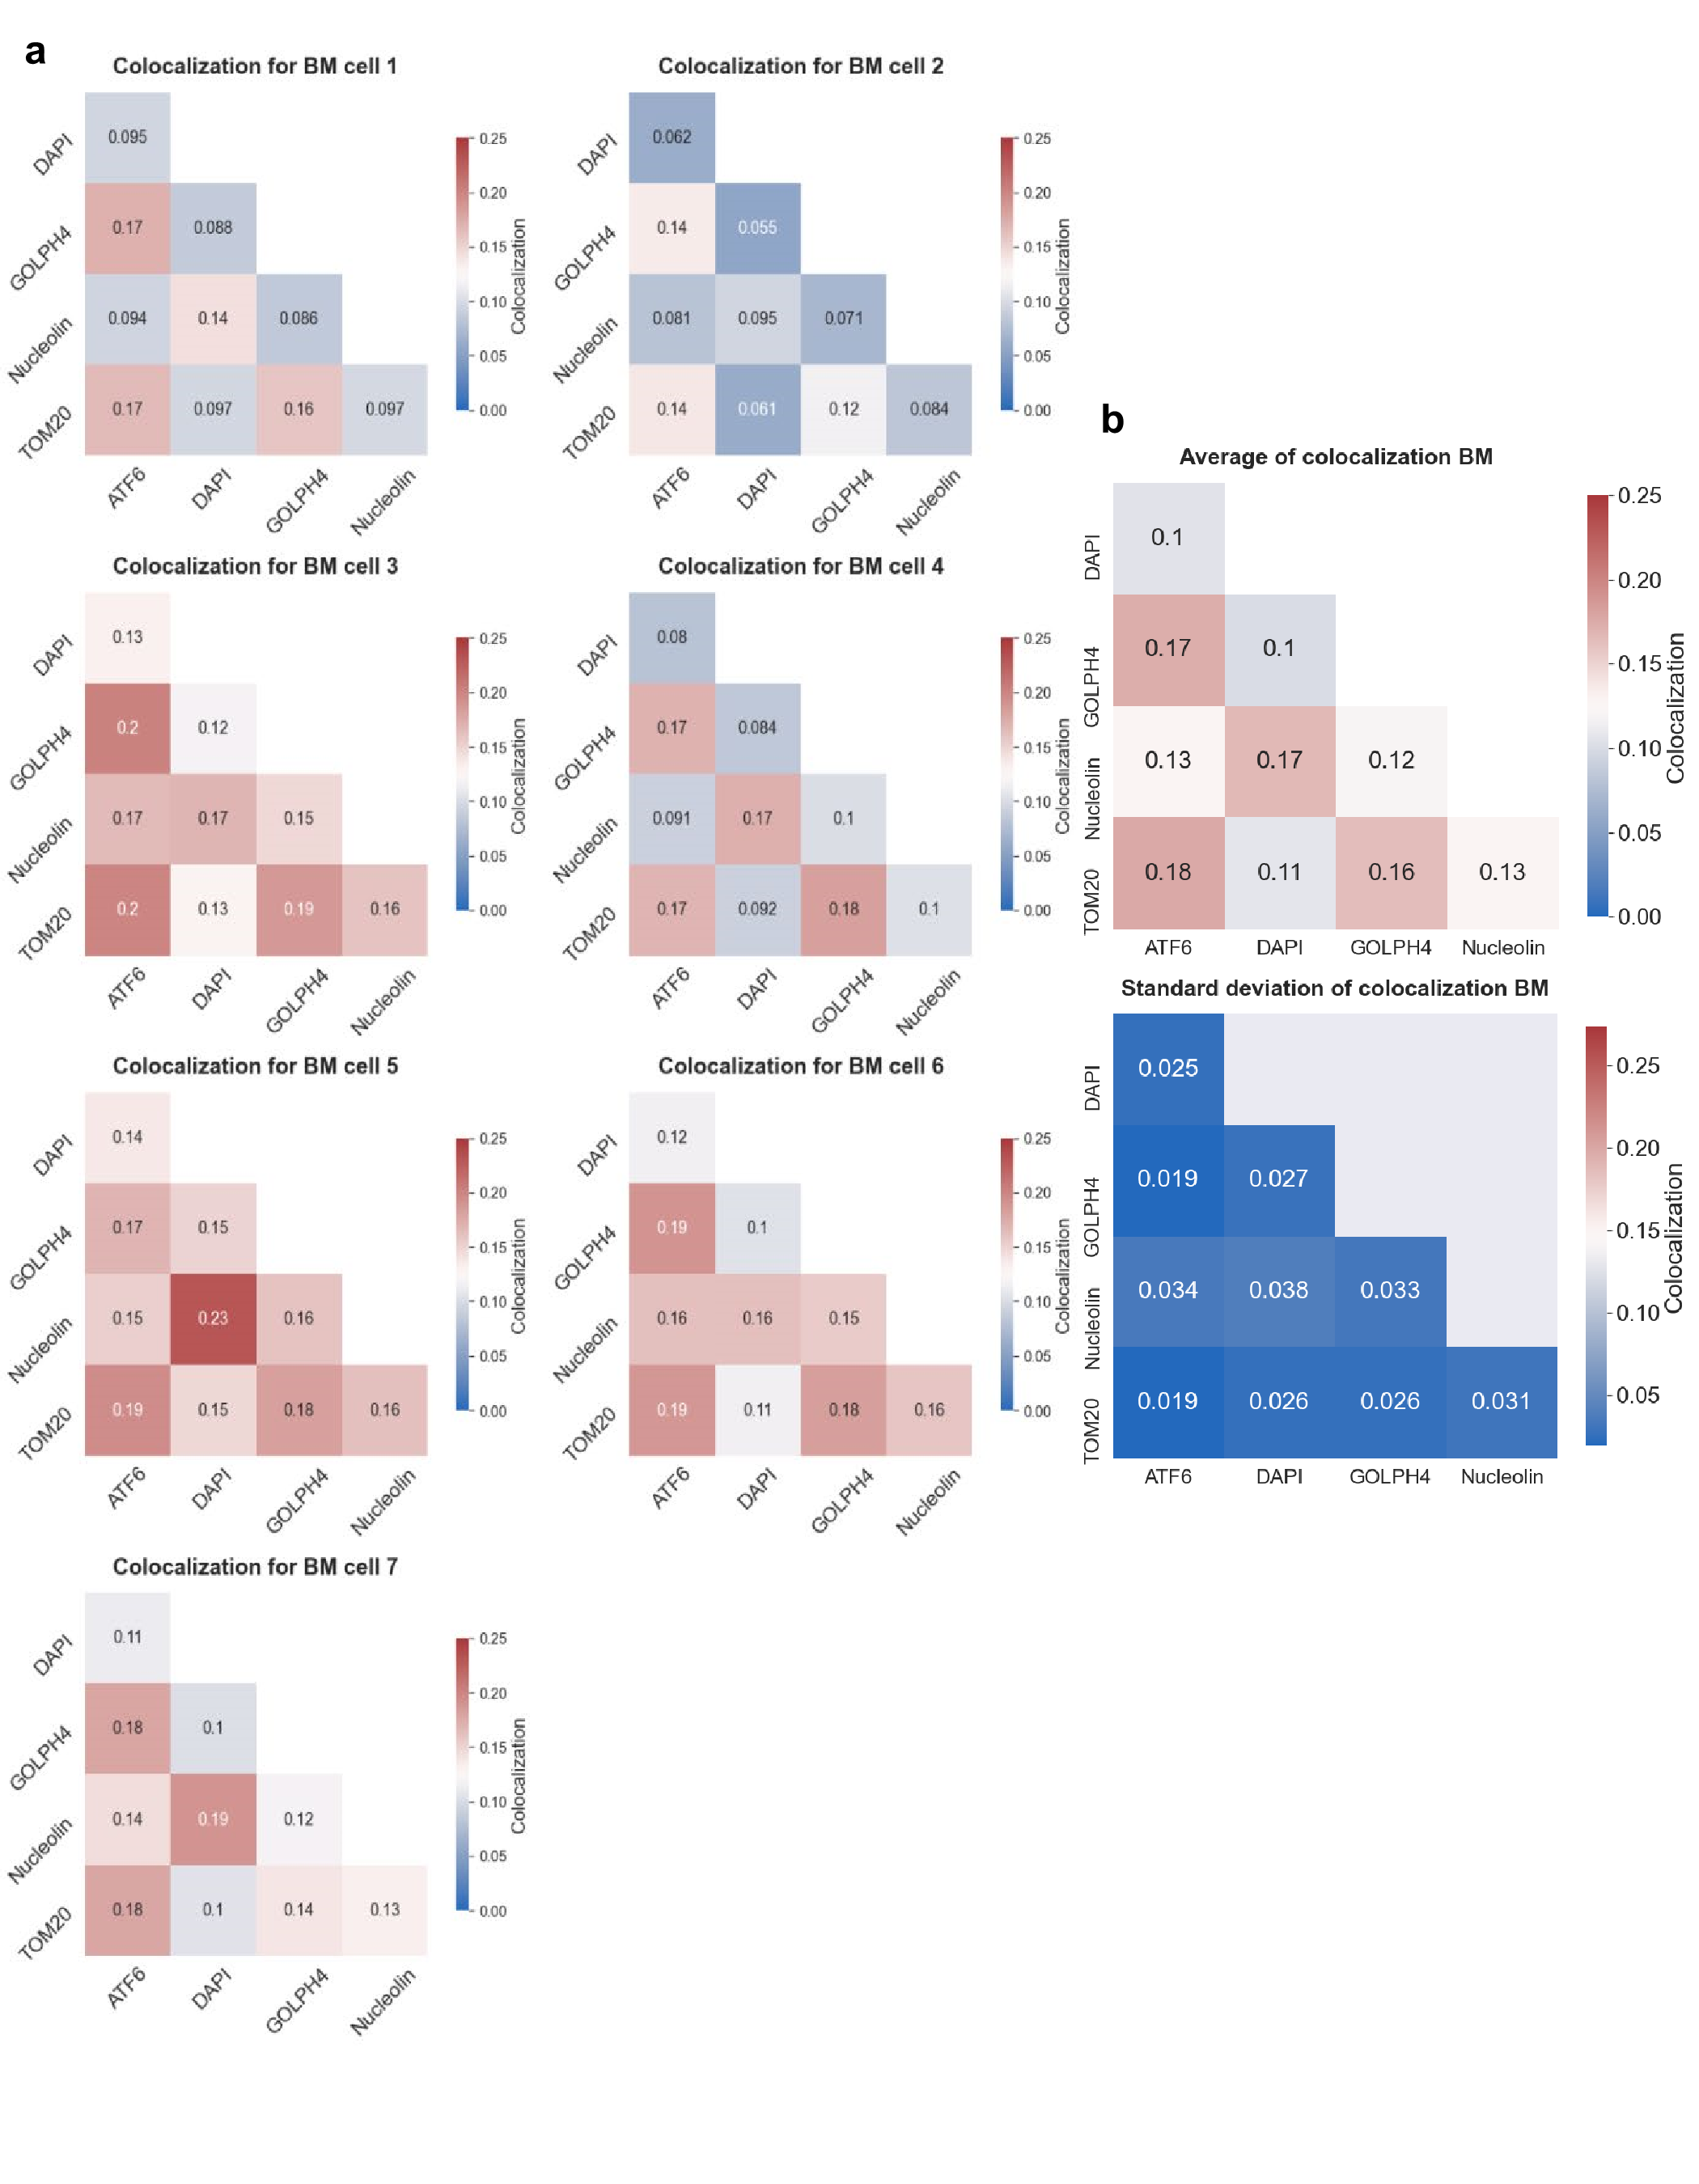 a
Colocalization for BM cell 1
DAPI
GOLPH4
Nucleolin
TOM20
0.095
0.17 0.088
0.094 0.14 0.086
0.17 0.097 0.16 0.097
ATF6 DAPI GOLPH4 Nucleolin
0.25
0.20
0.15
0.10
0.05
0.00
Colocalization
Colocalization for BM cell 2
DAPI
GOLPH4
Nucleolin
TOM20
0.062
0.14 0.055
0.081 0.095 0.071
0.14 0.061 0.12 0.084
ATF6 DAPI GOLPH4 Nucleolin
0.25
0.20
0.15
0.10
0.05
0.00
Colocalization
Colocalization for BM cell 3
DAPI
GOLPH4
Nucleolin
TOM20
0.13
0.2 0.12
0.17 0.17 0.15
0.2 0.13 0.19 0.16
ATF6 DAPI GOLPH4 Nucleolin
0.25
0.20
0.15
0.10
0.05
0.00
Colocalization
Colocalization for BM cell 4
DAPI
GOLPH4
Nucleolin
TOM20
0.08
0.17 0.084
0.091 0.17 0.1
0.17 0.092 0.18 0.1
ATF6 DAPI GOLPH4 Nucleolin
0.25
0.20
0.15
0.10
0.05
0.00
Colocalization
Colocalization for BM cell 5
DAPI
GOLPH4
Nucleolin
TOM20
0.14
0.17 0.15
0.15 0.23 0.16
0.19 0.15 0.18 0.16
ATF6 DAPI GOLPH4 Nucleolin
0.25
0.20
0.15
0.10
0.05
0.00
Colocalization
Colocalization for BM cell 6
DAPI
GOLPH4
Nucleolin
TOM20
0.12
0.19 0.1
0.16 0.16 0.15
0.19 0.11 0.18 0.16
ATF6 DAPI GOLPH4 Nucleolin
0.25
0.20
0.15
0.10
0.05
0.00
Colocalization
Colocalization for BM cell 7
DAPI
GOLPH4
Nucleolin
TOM20
0.11
0.18 0.1
0.14 0.19 0.12
0.18 0.1 0.14 0.13
ATF6 DAPI GOLPH4 Nucleolin
0.25
0.20
0.15
0.10
0.05
0.00
Colocalization
b
Average of colocalization BM
DAPI
GOLPH4
Nucleolin
TOM20
0.1
0.17 0.1
0.13 0.17 0.12
0.18 0.11 0.16 0.13
ATF6 DAPI GOLPH4 Nucleolin
0.25
0.20
0.15
0.10
0.05
0.00
Colocalization
Standard deviation of colocalization BM
DAPI
GOLPH4
Nucleolin
TOM20
0.025
0.019 0.027
0.034 0.038 0.033
0.019 0.026 0.026 0.031
ATF6 DAPI GOLPH4 Nucleolin
0.25
0.20
0.15
0.10
0.05
Colocalization